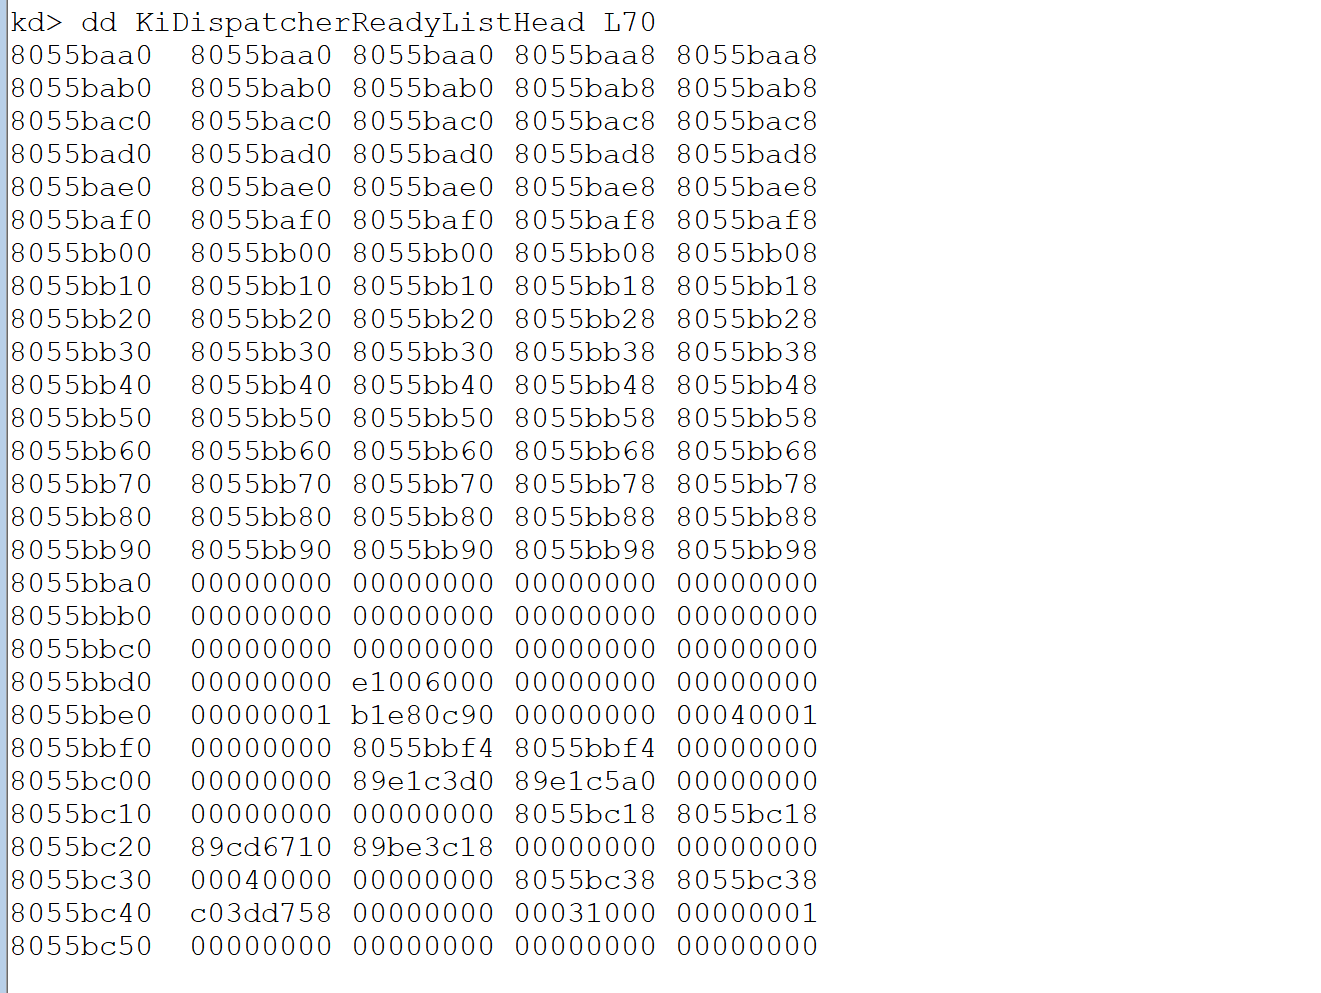 kd> dd KiDispatcherReadyListHead L70
8055baa0  8055baa0 8055baa0 8055baa8 8055baa8
8055bab0  8055bab0 8055bab0 8055bab8 8055bab8
8055bac0  8055bac0 8055bac0 8055bac8 8055bac8
8055bad0  8055bad0 8055bad0 8055bad8 8055bad8
8055bae0  8055bae0 8055bae0 8055bae8 8055bae8
8055baf0  8055baf0 8055baf0 8055baf8 8055baf8
8055bb00  8055bb00 8055bb00 8055bb08 8055bb08
8055bb10  8055bb10 8055bb10 8055bb18 8055bb18
8055bb20  8055bb20 8055bb20 8055bb28 8055bb28
8055bb30  8055bb30 8055bb30 8055bb38 8055bb38
8055bb40  8055bb40 8055bb40 8055bb48 8055bb48
8055bb50  8055bb50 8055bb50 8055bb58 8055bb58
8055bb60  8055bb60 8055bb60 8055bb68 8055bb68
8055bb70  8055bb70 8055bb70 8055bb78 8055bb78
8055bb80  8055bb80 8055bb80 8055bb88 8055bb88
8055bb90  8055bb90 8055bb90 8055bb98 8055bb98
8055bba0  00000000 00000000 00000000 00000000
8055bbb0  00000000 00000000 00000000 00000000
8055bbc0  00000000 00000000 00000000 00000000
8055bbd0  00000000 e1006000 00000000 00000000
8055bbe0  00000001 b1e80c90 00000000 00040001
8055bbf0  00000000 8055bbf4 8055bbf4 00000000
8055bc00  00000000 89e1c3d0 89e1c5a0 00000000
8055bc10  00000000 00000000 8055bc18 8055bc18
8055bc20  89cd6710 89be3c18 00000000 00000000
8055bc30  00040000 00000000 8055bc38 8055bc38
8055bc40  c03dd758 00000000 00031000 00000001
8055bc50  00000000 00000000 00000000 00000000